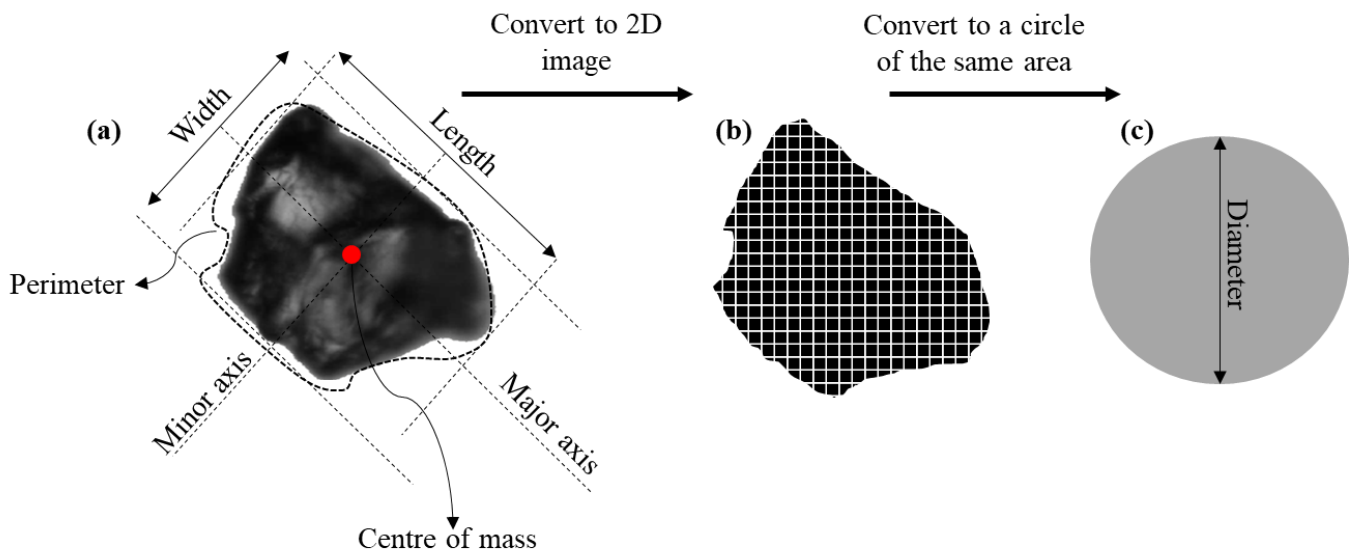 Convert to 2D
image
Convert to a circle
of the same area
(a)
Width
Length
(b)
(c)
Diameter
Perimeter
Minor axis
Major axis
Centre of mass